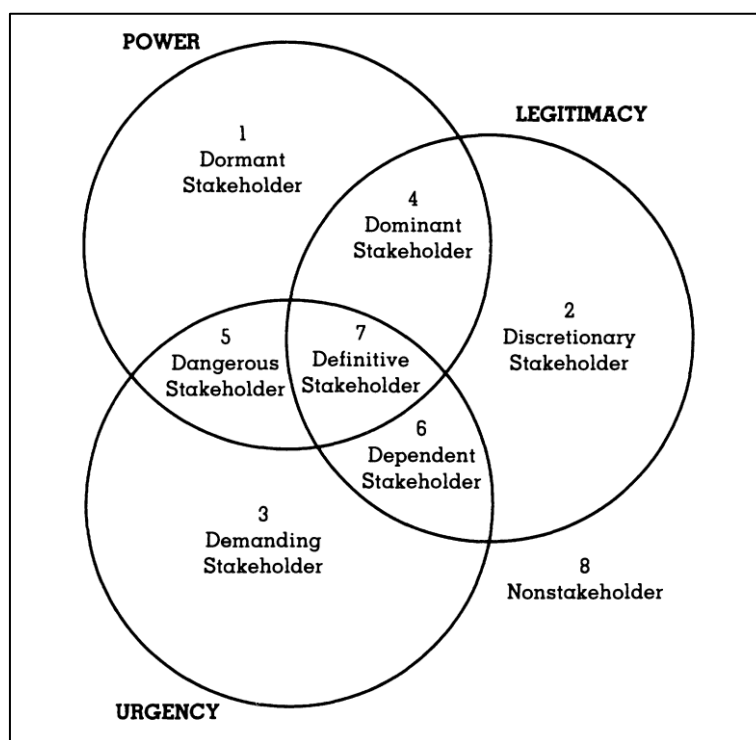 POWER
LEGITIMACY
1
Dormant
Stakeholder
4
Dominant
Stakeholder
2
Discretionary
Stakeholder
5
Dangerous
Stakeholder
7
Definitive
Stakeholder
6
Dependent
Stakeholder
3
Demanding
Stakeholder
8
Nonstakeholder
URGENCY